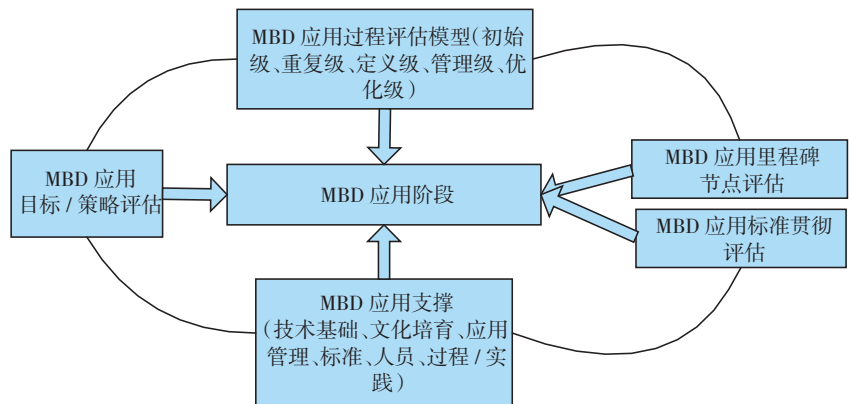 MBD 应用过程评估模型(初始
级、重复级、定义级、管理级、优
化级)
MBD 应用
目标 / 策略评估
MBD 应用阶段
MBD 应用里程碑
节点评估
MBD 应用标准贯彻
评估
MBD 应用支撑
(技术基础、文化培育、应用
管理、标准、人员、过程 / 实
践)